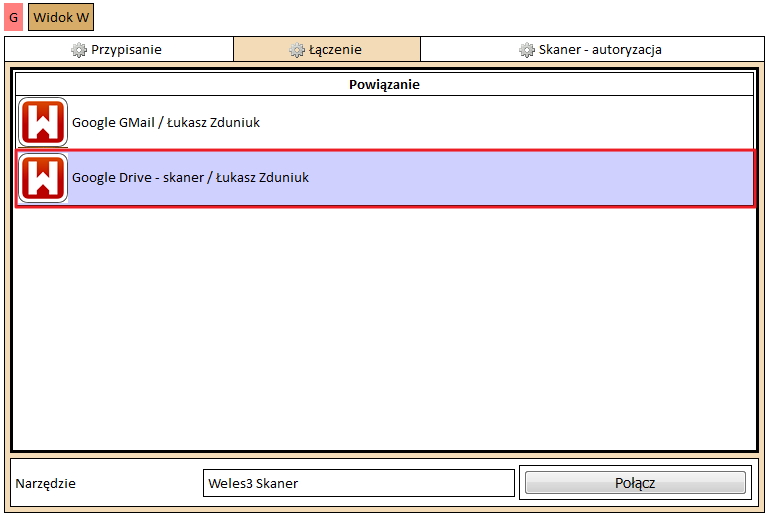 G Widok W
Przypisanie Łączenie Skaner - autoryzacja
Powiązanie
Google GMail / Łukasz Zduniuk
Google Drive - skaner / Łukasz Zduniuk
Narzędzie Weles3 Skaner Połącz